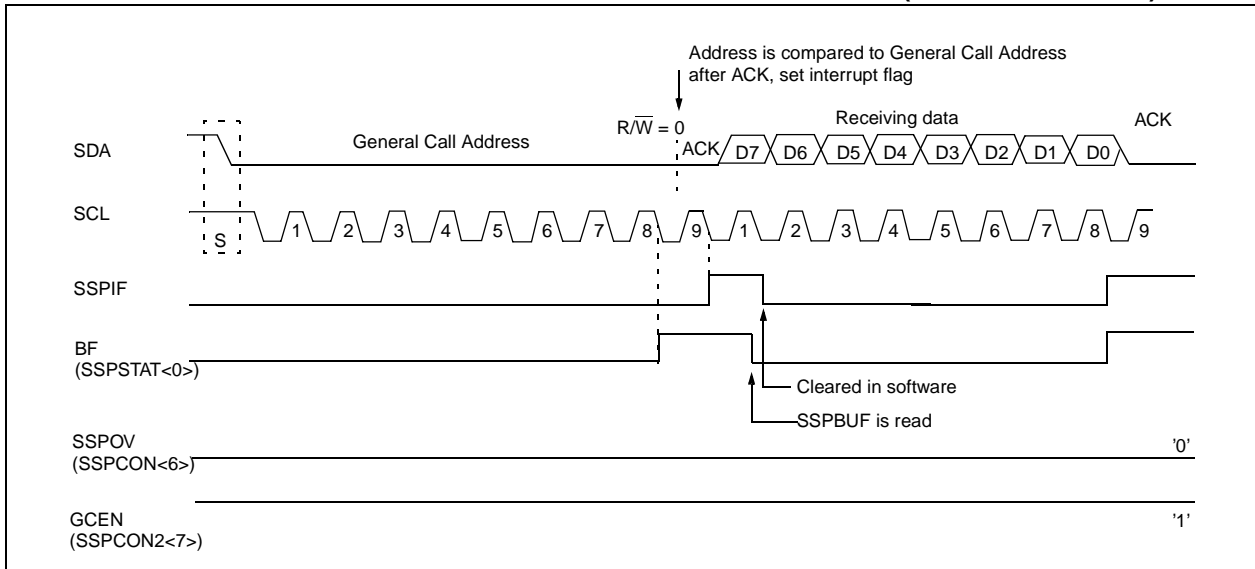 Address is compared to General Call Address
after ACK, set interrupt flag
R/W = 0
Receiving data
ACK
SDA
General Call Address
ACK
D7 D6 D5 D4 D3 D2 D1 D0
SCL
S
1 2 3 4 5 6 7 8 9 1 2 3 4 5 6 7 8 9
SSPIF
BF
(SSPSTAT<0>)
Cleared in software
SSPBUF is read
SSPOV
(SSPCON<6>)
'0'
GCEN
(SSPCON2<7>)
'1'